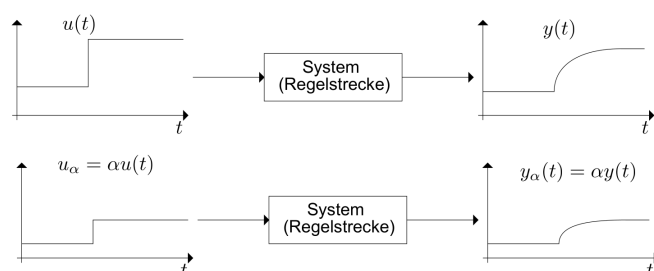 u(t)
t
System
(Regelstrecke)
y(t)
t
u_α = αu(t)
t
System
(Regelstrecke)
y_α(t) = αy(t)
t